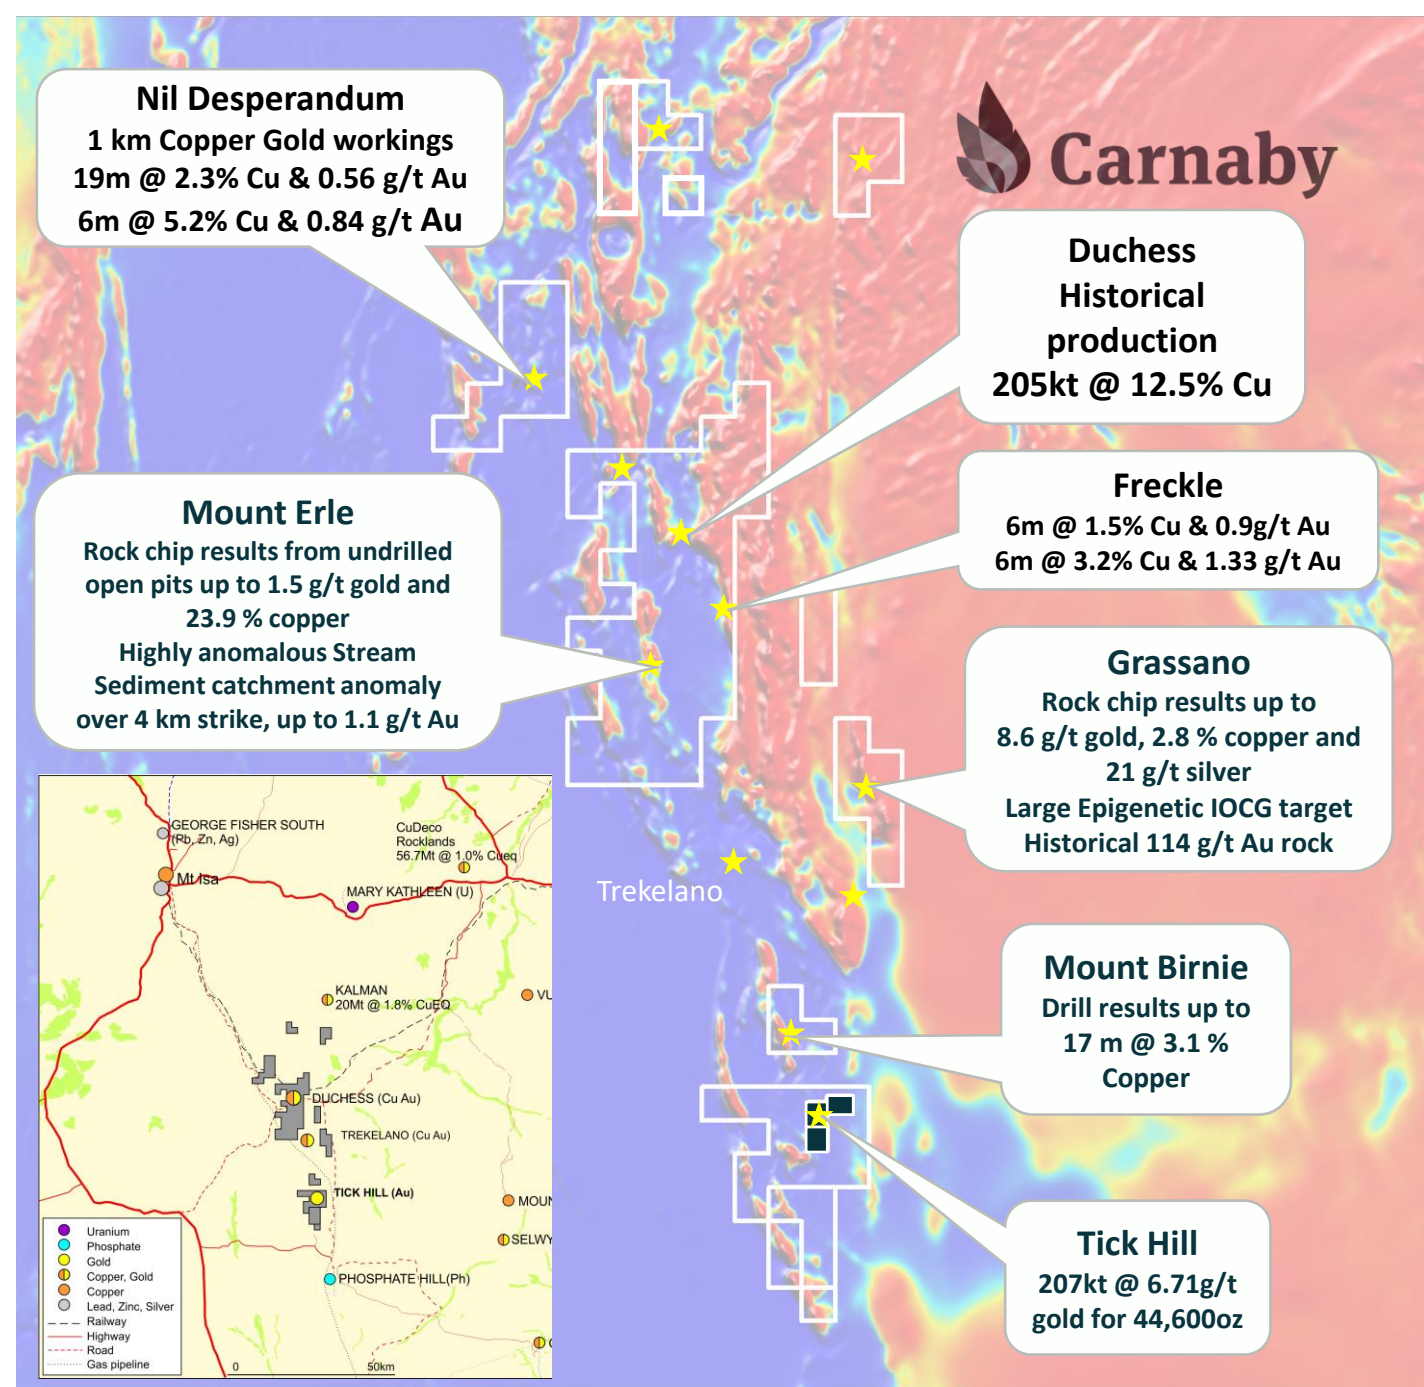 Nil Desperandum
1 km Copper Gold workings
19m @ 2.3% Cu & 0.56 g/t Au
6m @ 5.2% Cu & 0.84 g/t Au
Carnaby
Duchess
Historical
production
205kt @ 12.5% Cu
Mount Erle
Rock chip results from undrilled
open pits up to 1.5 g/t gold and
23.9 % copper
Highly anomalous Stream
Sediment catchment anomaly
over 4 km strike, up to 1.1 g/t Au
Freckle
6m @ 1.5% Cu & 0.9g/t Au
6m @ 3.2% Cu & 1.33 g/t Au
Grassano
Rock chip results up to
8.6 g/t gold, 2.8 % copper and
21 g/t silver
Large Epigenetic IOCG target
Historical 114 g/t Au rock
Trekelano
Mount Birnie
Drill results up to
17 m @ 3.1 %
Copper
Tick Hill
207kt @ 6.71g/t
gold for 44,600oz
GEORGE FISHER SOUTH
(Pb, Zn, Ag)
CuDeco
Rocklands
56.7Mt @ 1.0% Cueq
Mt Isa
MARY KATHLEEN (U)
KALMAN
20Mt @ 1.8% CuEQ
VU
DUCHESS (Cu Au)
TREKELANO (Cu Au)
TICK HILL (Au)
MOUN
SELWY
PHOSPHATE HILL(Ph)
Uranium
Phosphate
Gold
Copper, Gold
Copper
Lead, Zinc, Silver
Railway
Highway
Road
Gas pipeline
0 50km